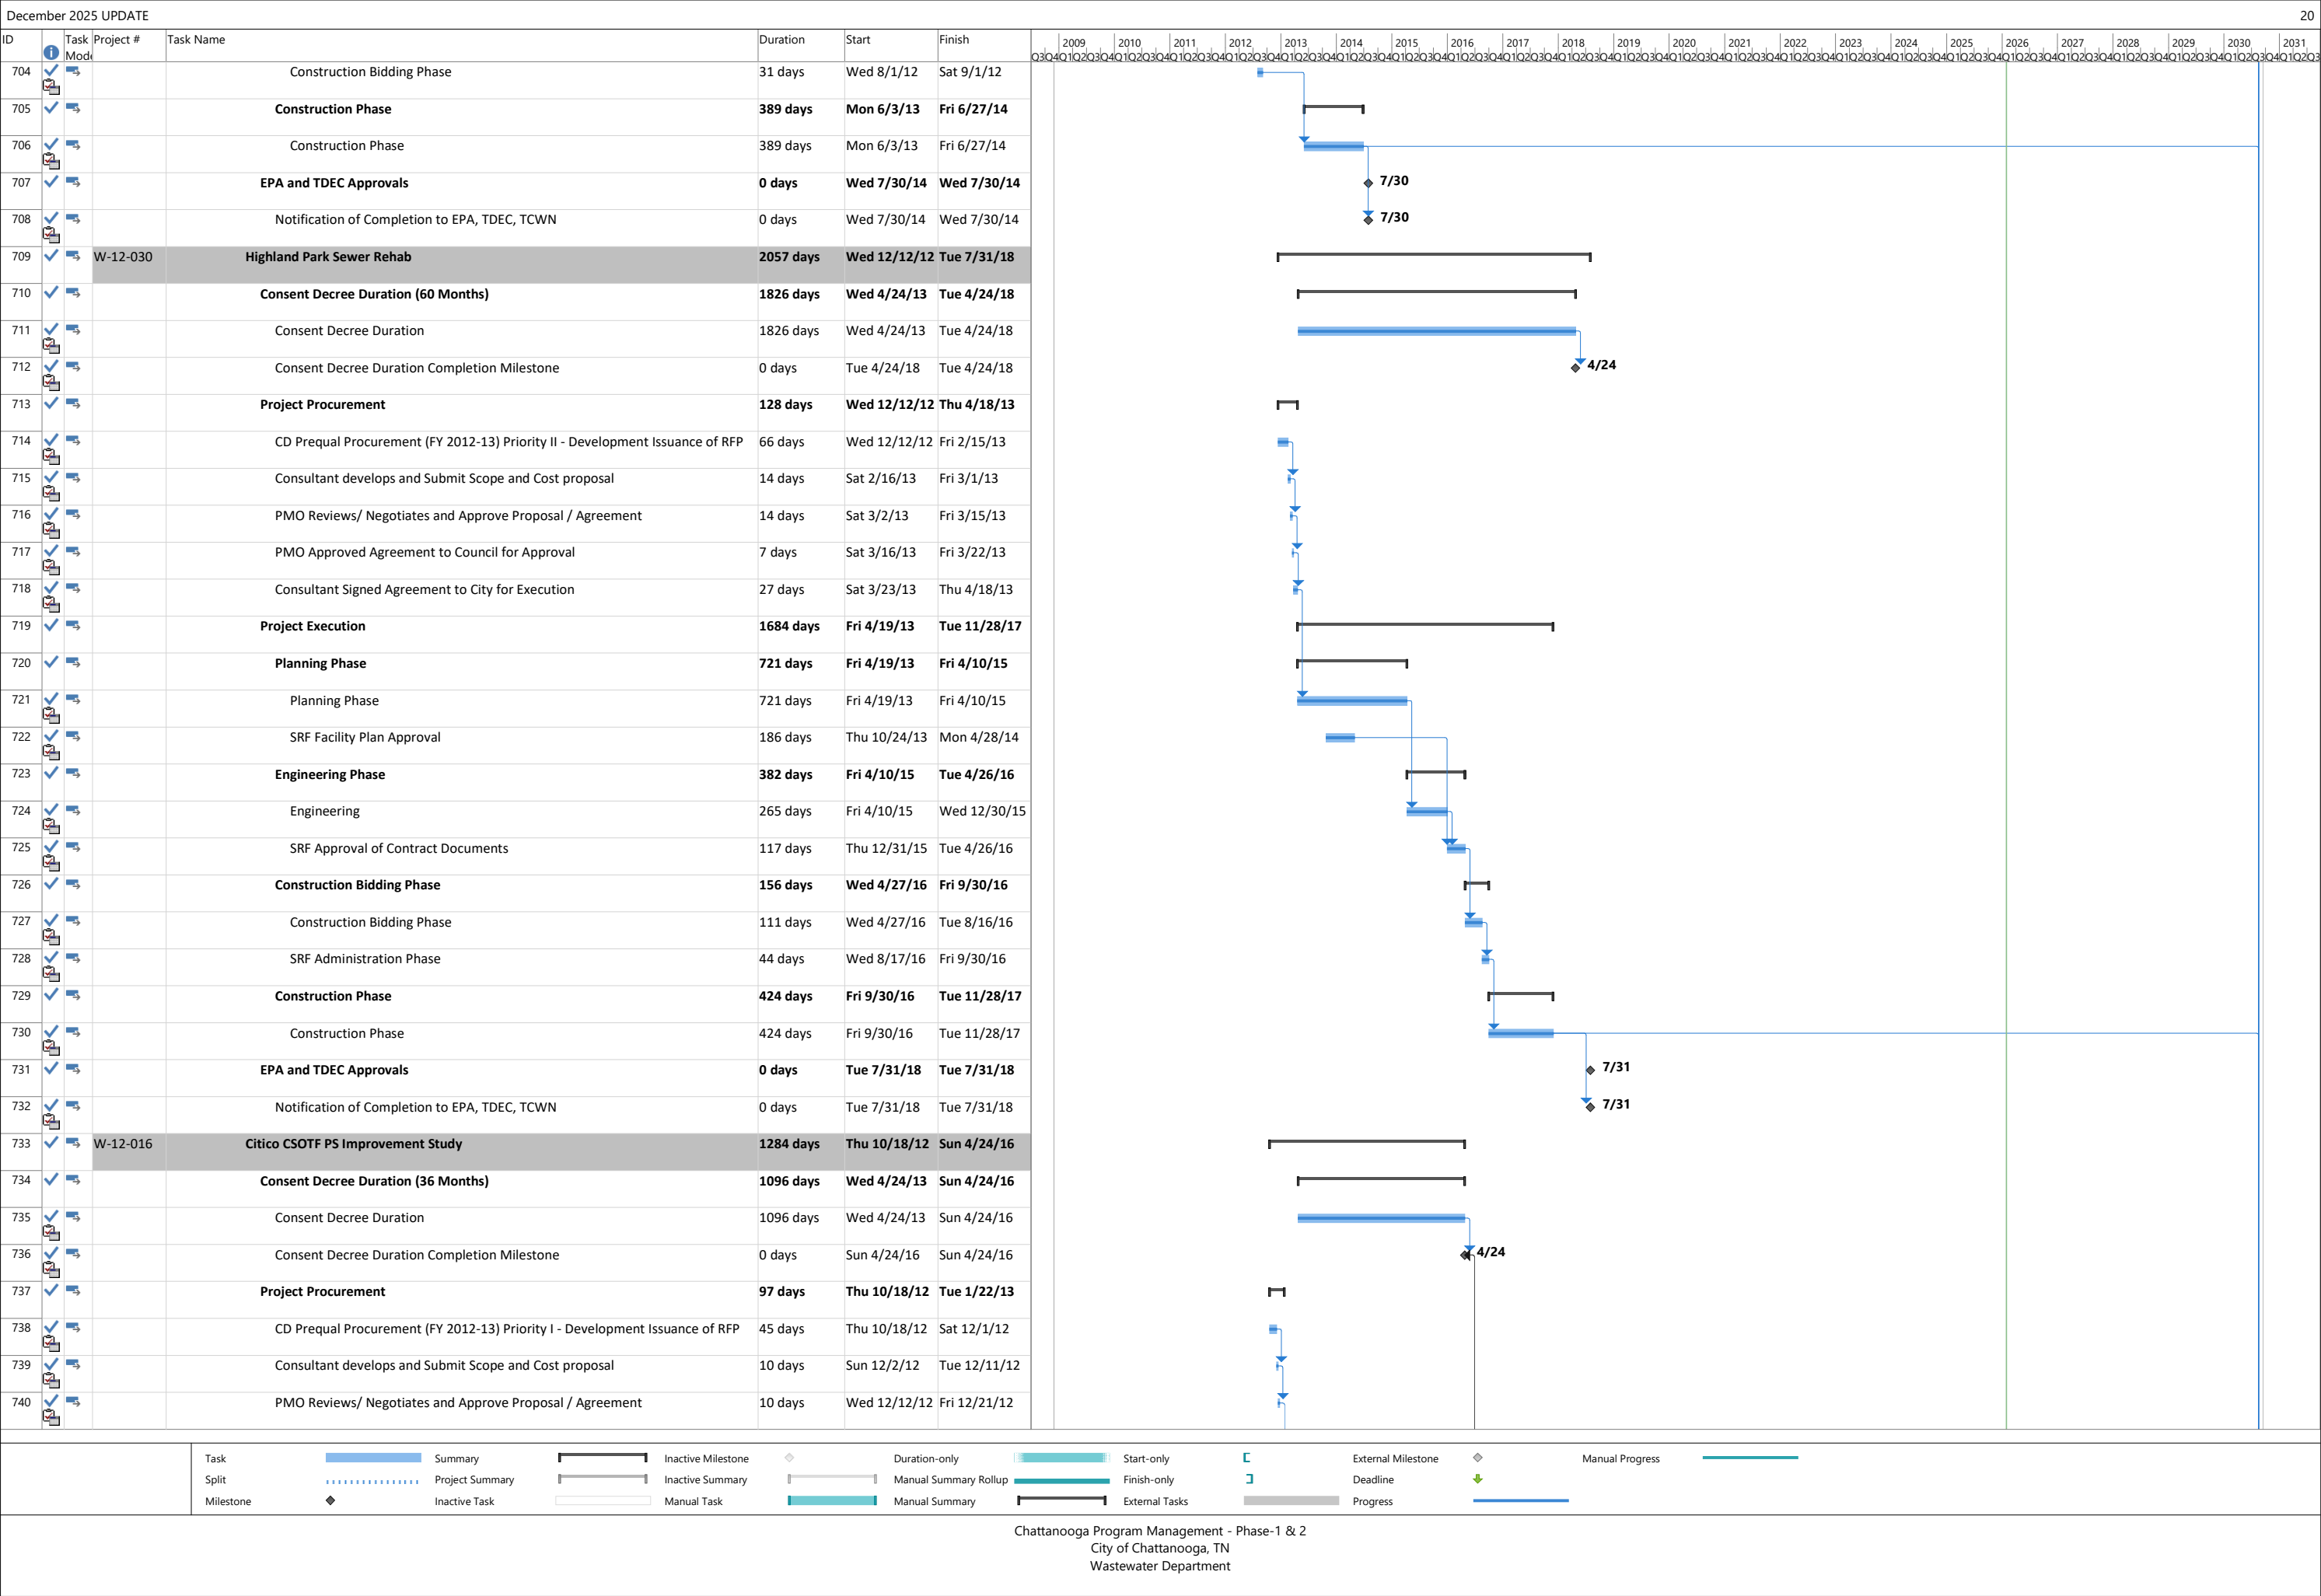 December 2025 UPDATE 20
ID Task Mode Project # Task Name Duration Start Finish 2009 2010 2011 2012 2013 2014 2015 2016 2017 2018 2019 2020 2021 2022 2023 2024 2025 2026 2027 2028 2029 2030 2031
704 Construction Bidding Phase 31 days Wed 8/1/12 Sat 9/1/12
705 Construction Phase 389 days Mon 6/3/13 Fri 6/27/14
706 Construction Phase 389 days Mon 6/3/13 Fri 6/27/14
707 EPA and TDEC Approvals 0 days Wed 7/30/14 Wed 7/30/14 7/30
708 Notification of Completion to EPA, TDEC, TCWN 0 days Wed 7/30/14 Wed 7/30/14 7/30
709 W-12-030 Highland Park Sewer Rehab 2057 days Wed 12/12/12 Tue 7/31/18
710 Consent Decree Duration (60 Months) 1826 days Wed 4/24/13 Tue 4/24/18
711 Consent Decree Duration 1826 days Wed 4/24/13 Tue 4/24/18
712 Consent Decree Duration Completion Milestone 0 days Tue 4/24/18 Tue 4/24/18 4/24
713 Project Procurement 128 days Wed 12/12/12 Thu 4/18/13
714 CD Prequal Procurement (FY 2012-13) Priority II - Development Issuance of RFP 66 days Wed 12/12/12 Fri 2/15/13
715 Consultant develops and Submit Scope and Cost proposal 14 days Sat 2/16/13 Fri 3/1/13
716 PMO Reviews/ Negotiates and Approve Proposal / Agreement 14 days Sat 3/2/13 Fri 3/15/13
717 PMO Approved Agreement to Council for Approval 7 days Sat 3/16/13 Fri 3/22/13
718 Consultant Signed Agreement to City for Execution 27 days Sat 3/23/13 Thu 4/18/13
719 Project Execution 1684 days Fri 4/19/13 Tue 11/28/17
720 Planning Phase 721 days Fri 4/19/13 Fri 4/10/15
721 Planning Phase 721 days Fri 4/19/13 Fri 4/10/15
722 SRF Facility Plan Approval 186 days Thu 10/24/13 Mon 4/28/14
723 Engineering Phase 382 days Fri 4/10/15 Tue 4/26/16
724 Engineering 265 days Fri 4/10/15 Wed 12/30/15
725 SRF Approval of Contract Documents 117 days Thu 12/31/15 Tue 4/26/16
726 Construction Bidding Phase 156 days Wed 4/27/16 Fri 9/30/16
727 Construction Bidding Phase 111 days Wed 4/27/16 Tue 8/16/16
728 SRF Administration Phase 44 days Wed 8/17/16 Fri 9/30/16
729 Construction Phase 424 days Fri 9/30/16 Tue 11/28/17
730 Construction Phase 424 days Fri 9/30/16 Tue 11/28/17
731 EPA and TDEC Approvals 0 days Tue 7/31/18 Tue 7/31/18 7/31
732 Notification of Completion to EPA, TDEC, TCWN 0 days Tue 7/31/18 Tue 7/31/18 7/31
733 W-12-016 Citico CSOTF PS Improvement Study 1284 days Thu 10/18/12 Sun 4/24/16
734 Consent Decree Duration (36 Months) 1096 days Wed 4/24/13 Sun 4/24/16
735 Consent Decree Duration 1096 days Wed 4/24/13 Sun 4/24/16
736 Consent Decree Duration Completion Milestone 0 days Sun 4/24/16 Sun 4/24/16 4/24
737 Project Procurement 97 days Thu 10/18/12 Tue 1/22/13
738 CD Prequal Procurement (FY 2012-13) Priority I - Development Issuance of RFP 45 days Thu 10/18/12 Sat 12/1/12
739 Consultant develops and Submit Scope and Cost proposal 10 days Sun 12/2/12 Tue 12/11/12
740 PMO Reviews/ Negotiates and Approve Proposal / Agreement 10 days Wed 12/12/12 Fri 12/21/12
Task Summary Inactive Milestone Duration-only Start-only External Milestone Manual Progress
Split Project Summary Inactive Summary Manual Summary Rollup Finish-only Deadline
Milestone Inactive Task Manual Task Manual Summary External Tasks Progress
Chattanooga Program Management - Phase-1 & 2
City of Chattanooga, TN
Wastewater Department